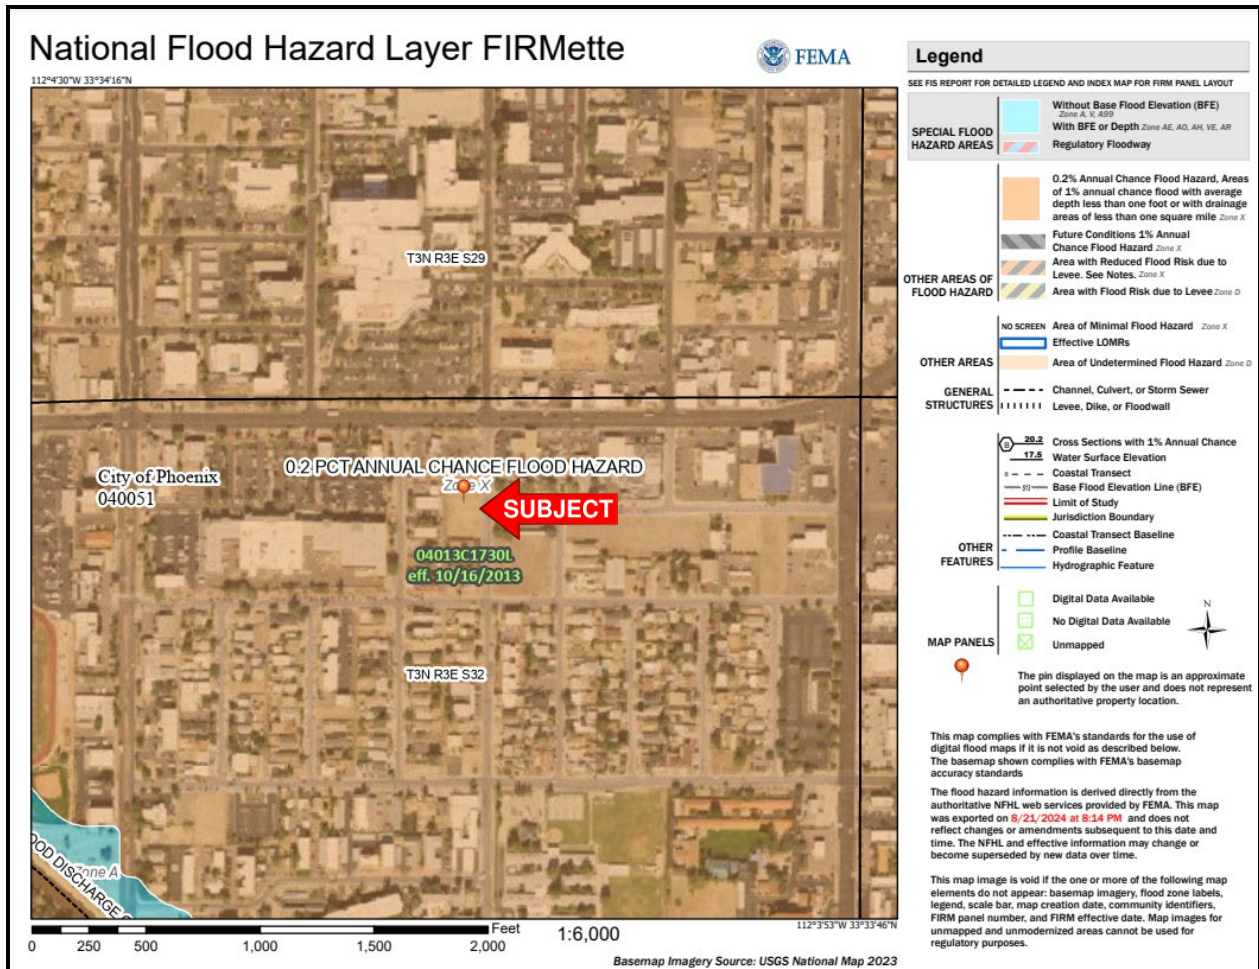 National Flood Hazard Layer FIRMette
FEMA
112°4'30"W 33°34'16"N
T3N R3E S29
0.2 PCT ANNUAL CHANCE FLOOD HAZARD
Zone X
City of Phoenix
040051
SUBJECT
04013C1730L
eff. 10/16/2013
T3N R3E S32
Zone A
OOD DISCHARGE
112°3'53"W 33°33'46"N
0 250 500 1,000 1,500 2,000
Feet
1:6,000
Basemap Imagery Source: USGS National Map 2023
Legend
SEE FIS REPORT FOR DETAILED LEGEND AND INDEX MAP FOR FIRM PANEL LAYOUT
SPECIAL FLOOD
HAZARD AREAS
Without Base Flood Elevation (BFE)
Zone A, V, A99
With BFE or Depth Zone AE, AO, AH, VE, AR
Regulatory Floodway
OTHER AREAS OF
FLOOD HAZARD
0.2% Annual Chance Flood Hazard, Areas
of 1% annual chance flood with average
depth less than one foot or with drainage
areas of less than one square mile Zone X
Future Conditions 1% Annual
Chance Flood Hazard Zone X
Area with Reduced Flood Risk due to
Levee. See Notes. Zone X
Area with Flood Risk due to Levee Zone D
OTHER AREAS
NO SCREEN Area of Minimal Flood Hazard Zone X
Effective LOMRs
Area of Undetermined Flood Hazard Zone D
GENERAL
STRUCTURES
Channel, Culvert, or Storm Sewer
Levee, Dike, or Floodwall
OTHER
FEATURES
B 20.2 Cross Sections with 1% Annual Chance
17.5 Water Surface Elevation
Coastal Transect
Base Flood Elevation Line (BFE)
Limit of Study
Jurisdiction Boundary
Coastal Transect Baseline
Profile Baseline
Hydrographic Feature
MAP PANELS
Digital Data Available
No Digital Data Available
Unmapped
N
The pin displayed on the map is an approximate
point selected by the user and does not represent
an authoritative property location.
This map complies with FEMA's standards for the use of
digital flood maps if it is not void as described below.
The basemap shown complies with FEMA's basemap
accuracy standards
The flood hazard information is derived directly from the
authoritative NFHL web services provided by FEMA. This map
was exported on 8/21/2024 at 8:14 PM and does not
reflect changes or amendments subsequent to this date and
time. The NFHL and effective information may change or
become superseded by new data over time.
This map image is void if the one or more of the following map
elements do not appear: basemap imagery, flood zone labels,
legend, scale bar, map creation date, community identifiers,
FIRM panel number, and FIRM effective date. Map images for
unmapped and unmodernized areas cannot be used for
regulatory purposes.